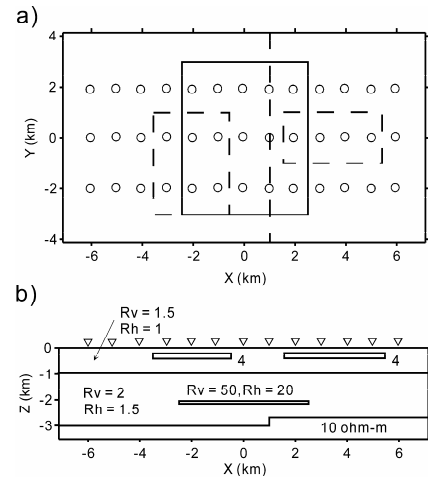 a)
4
2
0
-2
-4
Y (km)
-6 -4 -2 0 2 4 6
X (km)
b)
Rv = 1.5
Rh = 1
0
-1
-2
-3
Z (km)
4
4
Rv = 2
Rh = 1.5
Rv = 50, Rh = 20
10 ohm-m
-6 -4 -2 0 2 4 6
X (km)